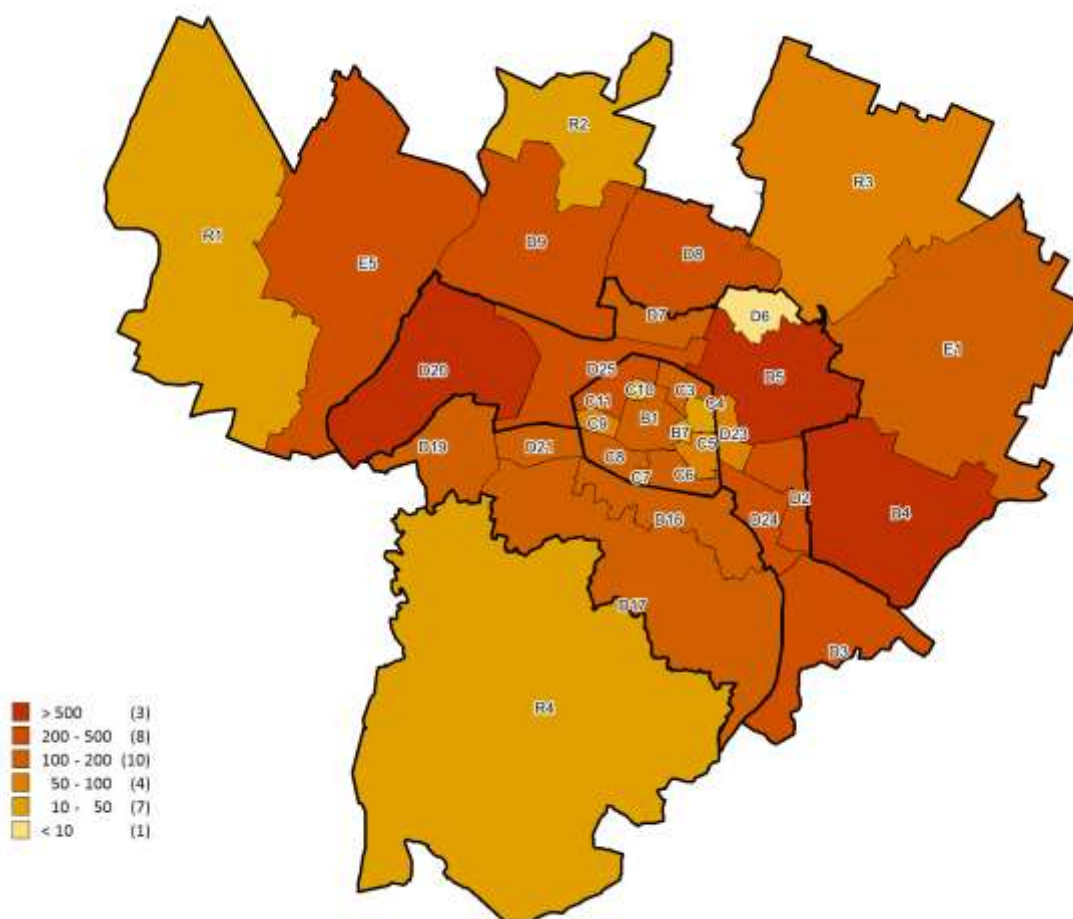 R2
R3
R1
D9
D8
E5
D7
D6
E1
D25
D20
D5
C10
C3
C11
C4
B1
C9
B7
D23
C5
D19
D21
C8
C7
C6
D2
D4
D16
D24
D17
D3
R4
> 500 (3)
200 - 500 (8)
100 - 200 (10)
50 - 100 (4)
10 - 50 (7)
< 10 (1)